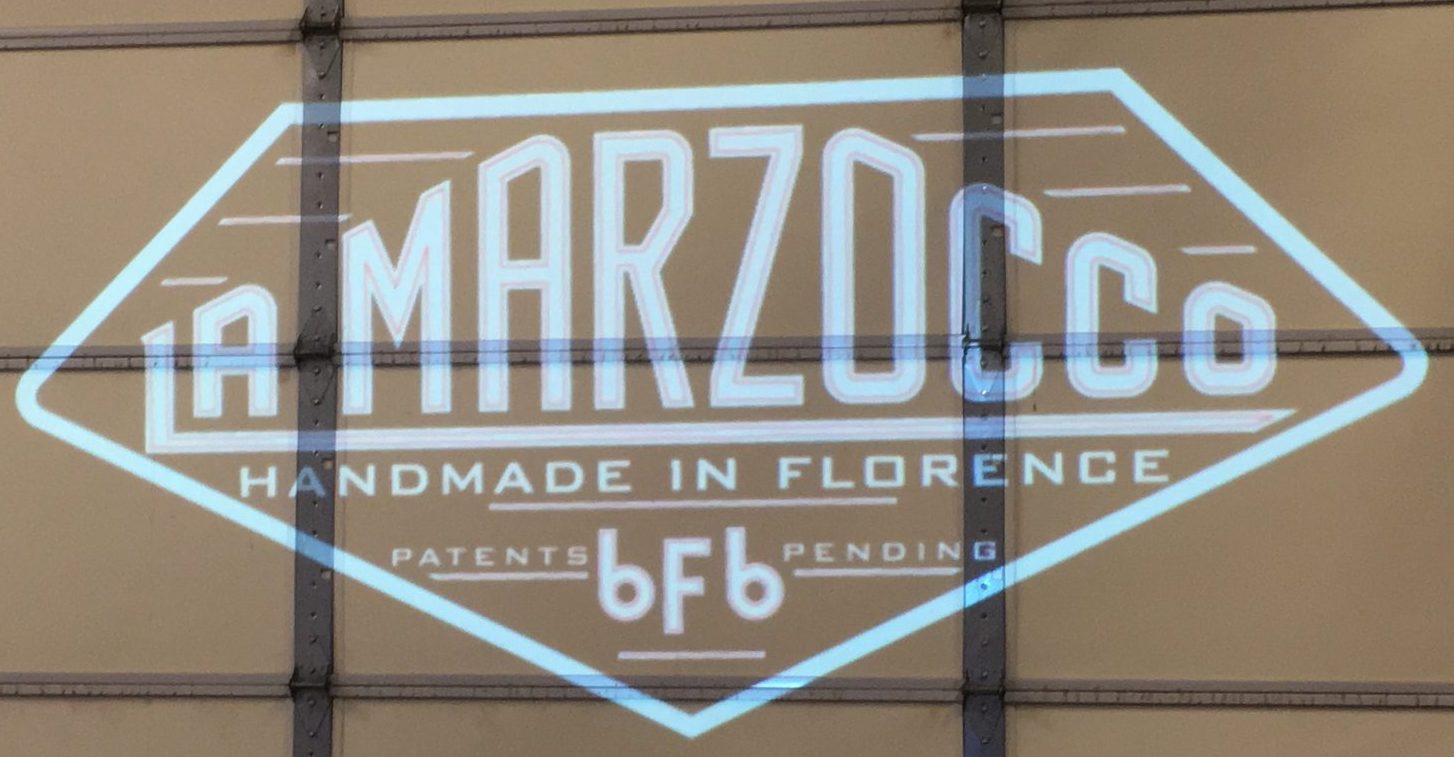 LA MARZOCCO
HANDMADE IN FLORENCE
PATENTS bFb PENDING